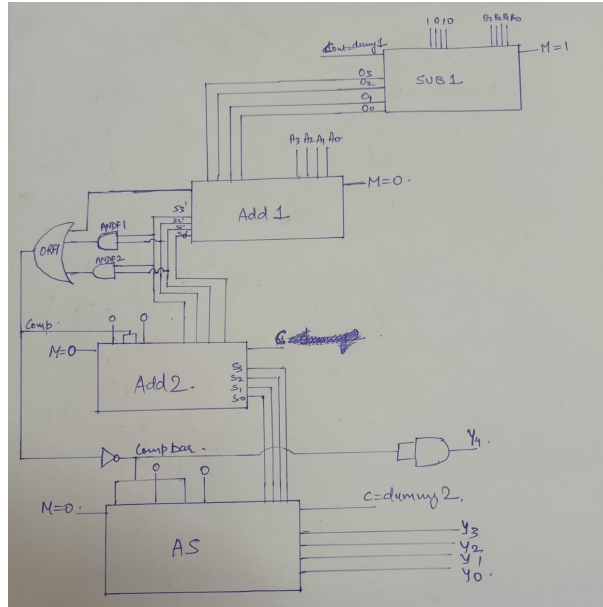 1 0 1 0
B3 B2 B1 B0
Cout=dumy1
M=1
SUB 1
O3
O2
O1
O0
A3 A2 A1 A0
M=0.
Add 1
S3'
S2'
S1'
S0'
ANDF1
ORF1
ANDF2
Comp.
0
0
M=0
Add 2.
S3
S2
S1
S0
Comp bar.
0
0
Y4.
M=0.
C=dummy2.
AS
Y3
Y2
Y1
Y0.